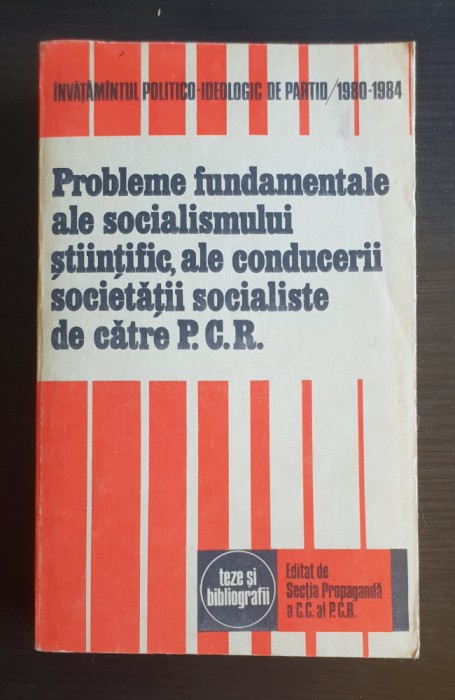 ÎNVĂȚĂMÎNTUL POLITICO-IDEOLOGIC DE PARTID/1980-1984
Probleme fundamentale
ale socialismului
științific, ale conducerii
societății socialiste
de către P.C.R.
teze și
bibliografii
Editat de
Secția Propagandă
a C.C. al P.C.R.